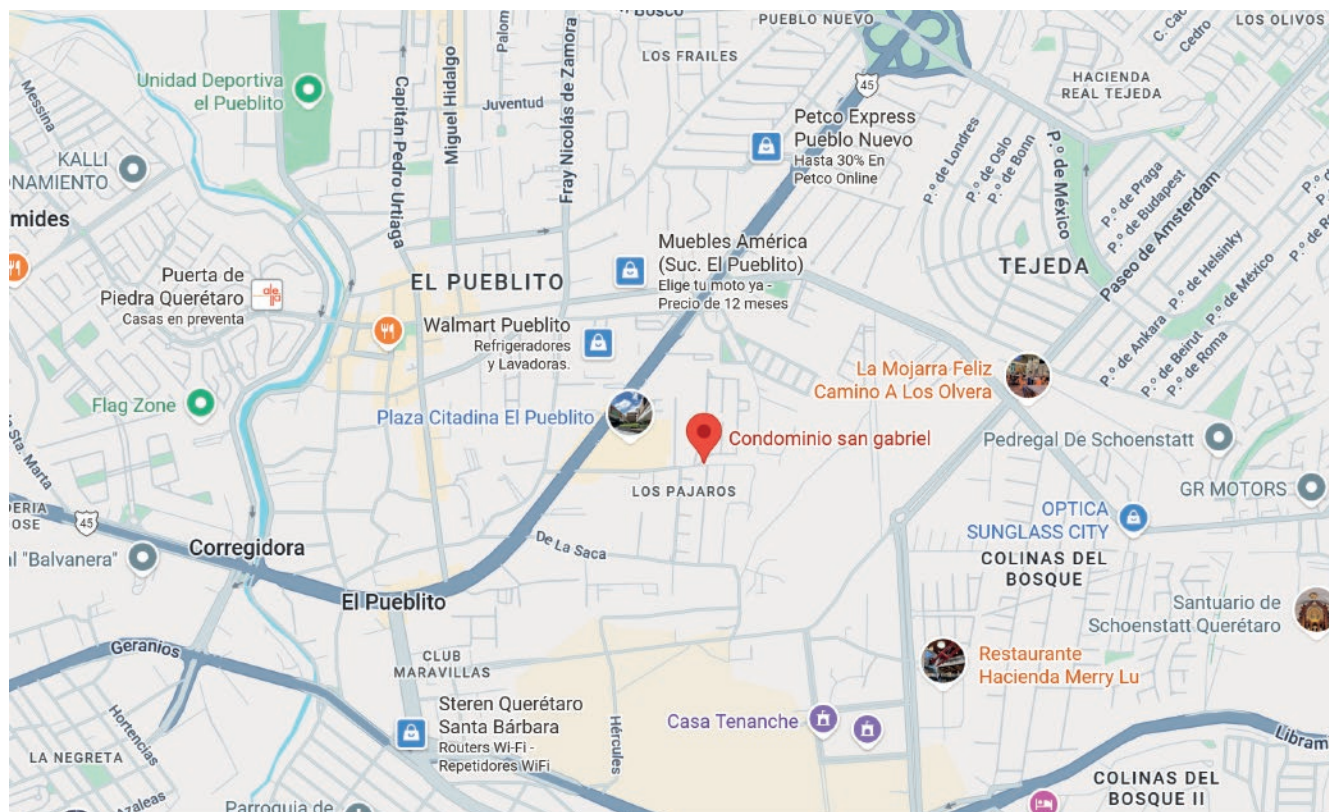 Bosco
PUEBLO NUEVO
LOS OLIVOS
C. Cac
Cedro
LOS FRAILES
Palom
45
Unidad Deportiva
el Pueblito
HACIENDA
REAL TEJEDA
Messina
Capitán Pedro Urtiaga
Miguel Hidalgo
Juventud
Fray Nicolás de Zamora
Petco Express
Pueblo Nuevo
Hasta 30% En
Petco Online
P.º de Londres
P.º de Oslo
P.º de Bonn
P.º de México
P.º de Praga
P.º de Budapest
Paseo de Amsterdam
KALLI
ONAMIENTO
mides
Muebles América
(Suc. El Pueblito)
Elige tu moto ya -
Precio de 12 meses
TEJEDA
P.º de Helsinky
P.º de México
P.º de Ankara
P.º de Beirut
P.º de Roma
Puerta de
Piedra Querétaro
Casas en preventa
ale
EL PUEBLITO
Walmart Pueblito
Refrigeradores
y Lavadoras.
La Mojarra Feliz
Camino A Los Olvera
Flag Zone
Plaza Citadina El Pueblito
Condominio san gabriel
Pedregal De Schoenstatt
Sta. Marta
LOS PAJAROS
GR MOTORS
DERIA
OSE
45
OPTICA
SUNGLASS CITY
al "Balvanera"
Corregidora
De La Saca
COLINAS DEL
BOSQUE
El Pueblito
Santuario de
Schoenstatt Querétaro
Geranios
CLUB
MARAVILLAS
Restaurante
Hacienda Merry Lu
Steren Querétaro
Santa Bárbara
Routers Wi-Fi -
Repetidores WiFi
Hércules
Casa Tenanche
Hortencias
Libram
LA NEGRETA
COLINAS DEL
BOSQUE II
Azaleas
Parroquia de